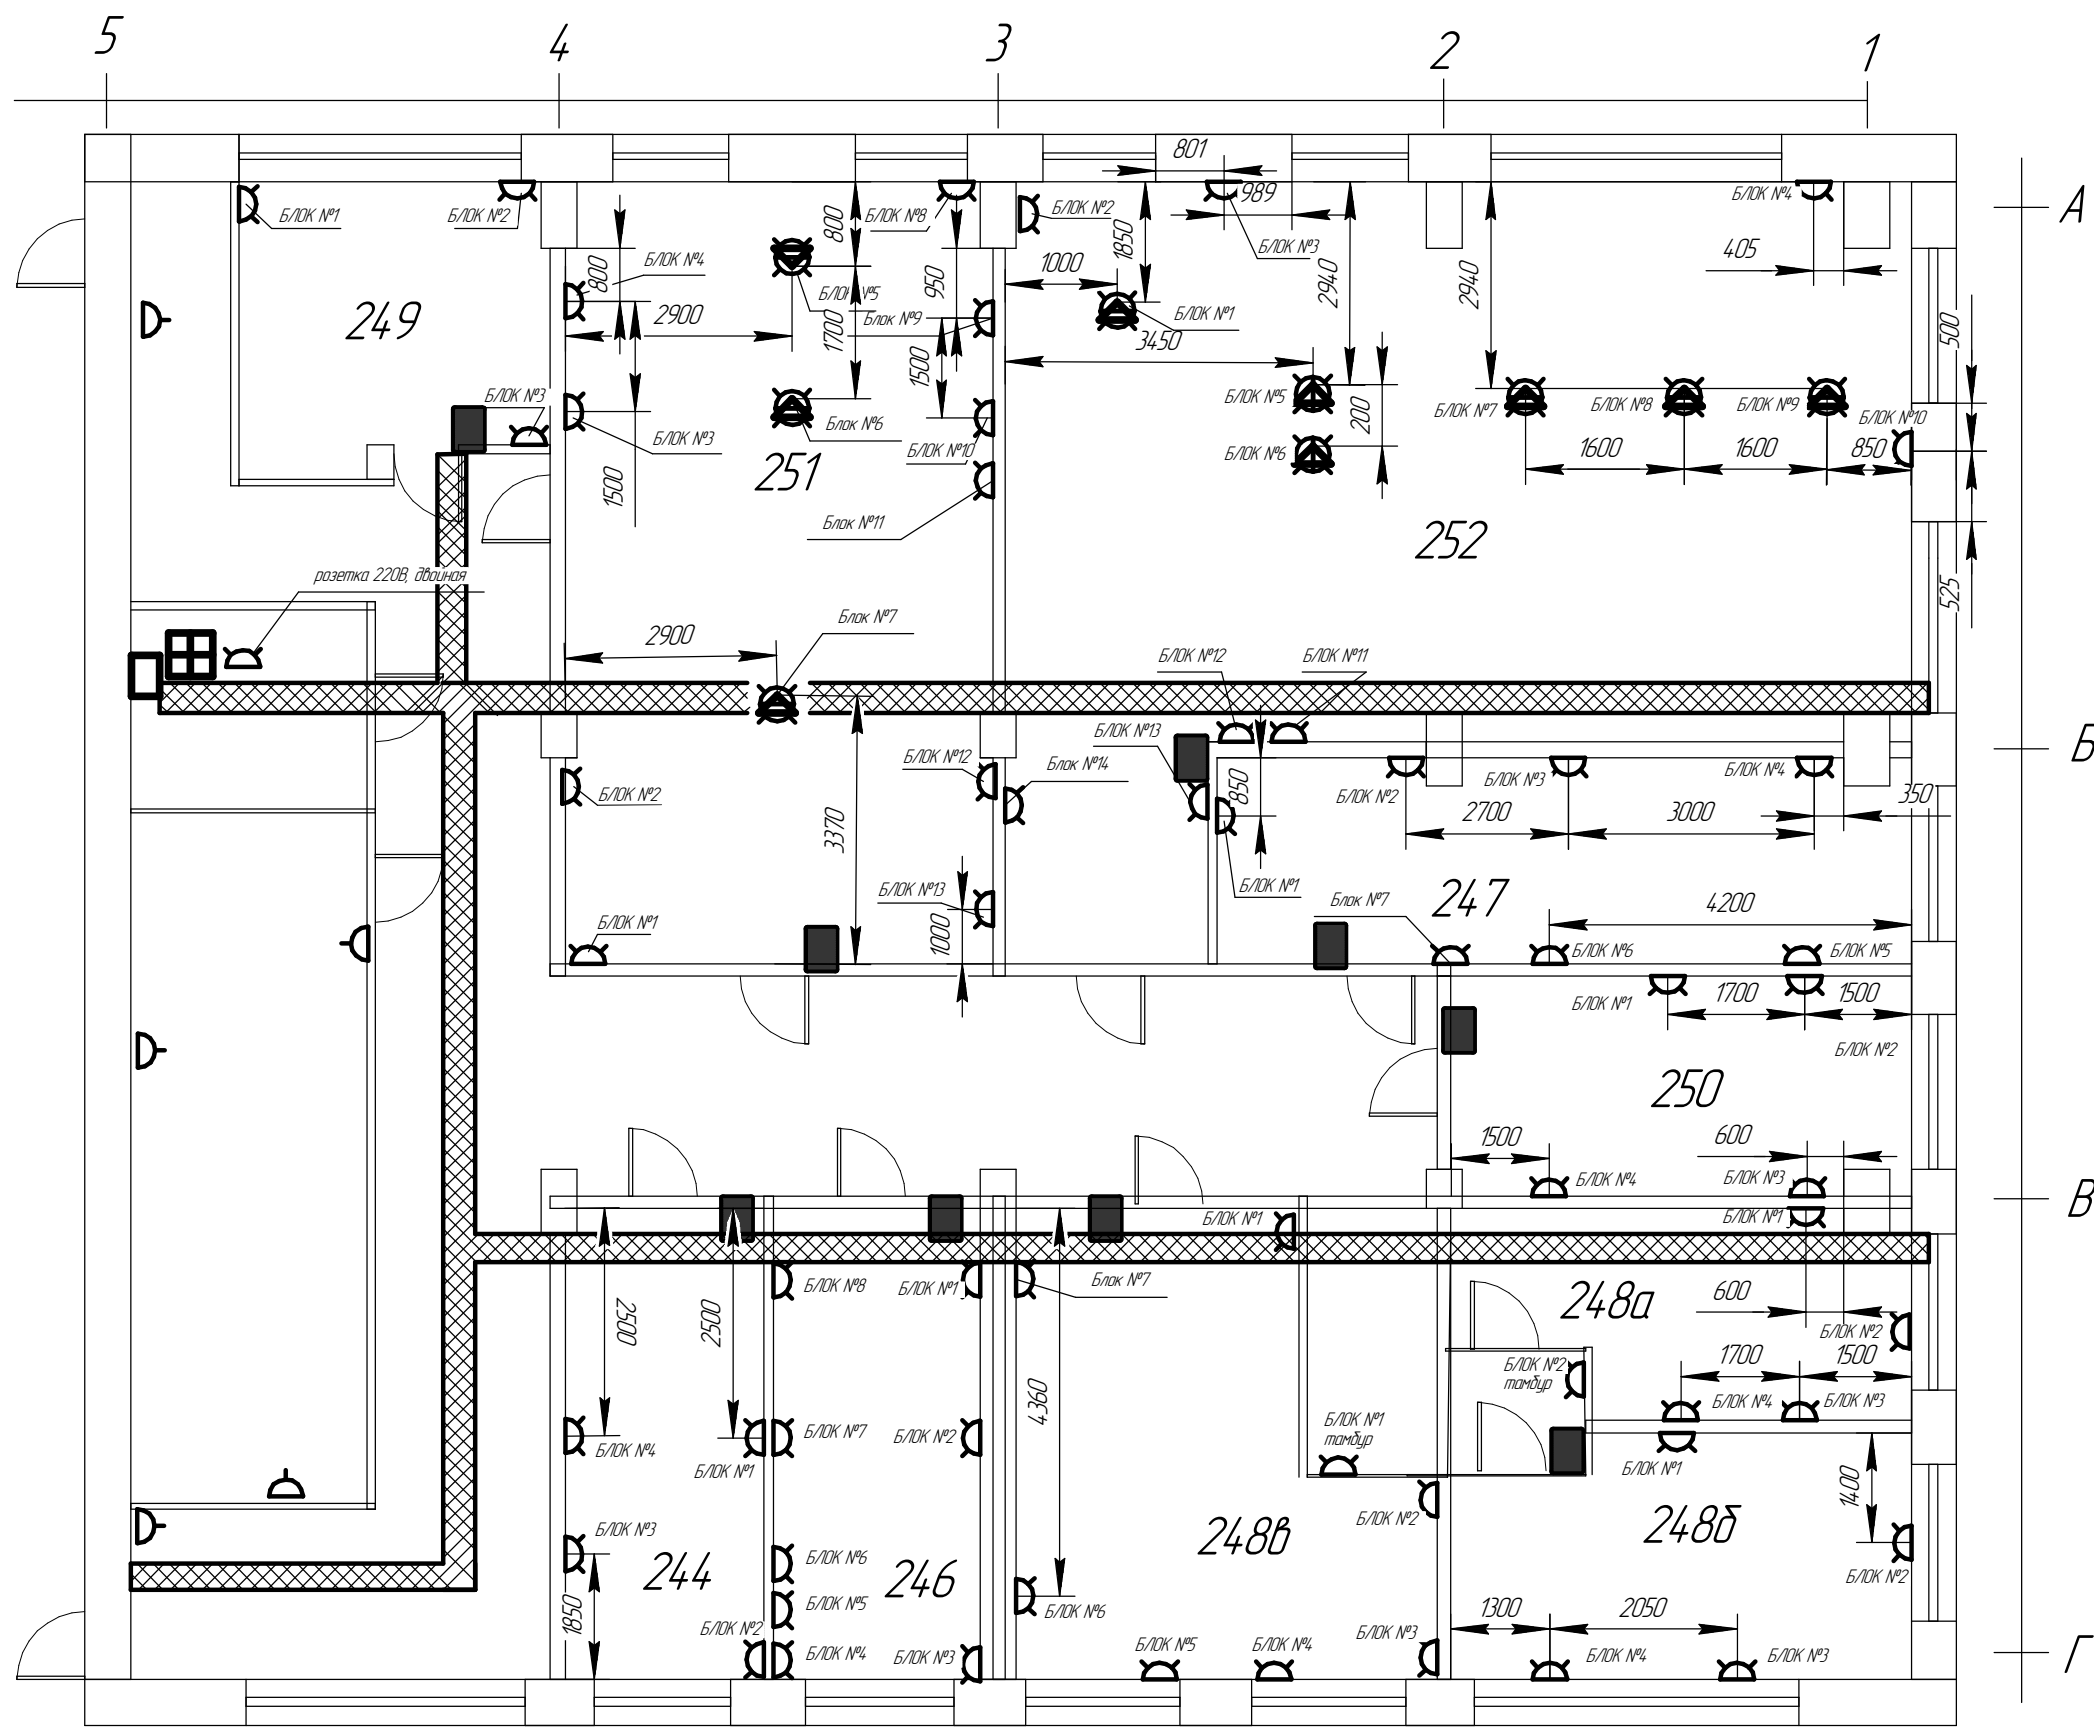 5
4
3
2
1
А
Б
В
Г
801
989
БЛОК №1
БЛОК №2
800
БЛОК №8
БЛОК №2
1850
БЛОК №3
БЛОК №4
405
БЛОК №4
800
950
1000
2940
2940
249
2900
БЛОК №5
Блок №9
1700
БЛОК №1
3450
500
1500
БЛОК №3
БЛОК №3
Блок №6
БЛОК №10
БЛОК №5
200
БЛОК №6
БЛОК №7
БЛОК №8
БЛОК №9
БЛОК №10
1600
1600
850
251
1500
Блок №11
252
розетка 220В, двойная
525
2900
Блок №7
БЛОК №12
БЛОК №11
БЛОК №13
БЛОК №12
Блок №14
850
БЛОК №2
БЛОК №3
БЛОК №4
350
БЛОК №2
2700
3000
3370
БЛОК №13
БЛОК №1
247
Блок №7
4200
БЛОК №1
1000
БЛОК №6
БЛОК №5
БЛОК №1
1700
1500
БЛОК №2
250
1500
600
БЛОК №4
БЛОК №3
БЛОК №1
БЛОК №1
БЛОК №8
БЛОК №1
Блок №7
248а
600
2500
2500
БЛОК №2
БЛОК №2
тамбур
1700
1500
4360
БЛОК №4
БЛОК №3
БЛОК №7
БЛОК №2
БЛОК №1
тамбур
БЛОК №4
БЛОК №1
БЛОК №1
1400
БЛОК №3
БЛОК №2
248в
248б
БЛОК №6
244
246
БЛОК №2
БЛОК №5
БЛОК №6
1850
1300
2050
БЛОК №2
БЛОК №4
БЛОК №3
БЛОК №5
БЛОК №4
БЛОК №3
БЛОК №4
БЛОК №3